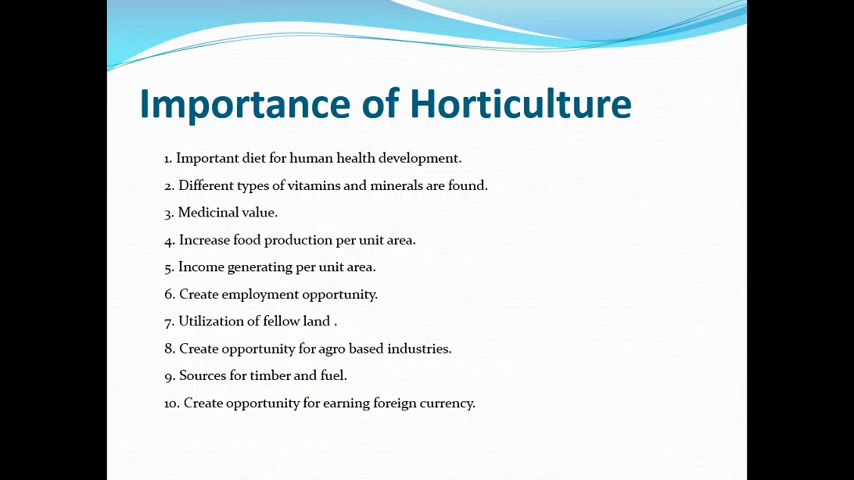 Importance of Horticulture
1. Important diet for human health development.
2. Different types of vitamins and minerals are found.
3. Medicinal value.
4. Increase food production per unit area.
5. Income generating per unit area.
6. Create employment opportunity.
7. Utilization of fellow land .
8. Create opportunity for agro based industries.
9. Sources for timber and fuel.
10. Create opportunity for earning foreign currency.